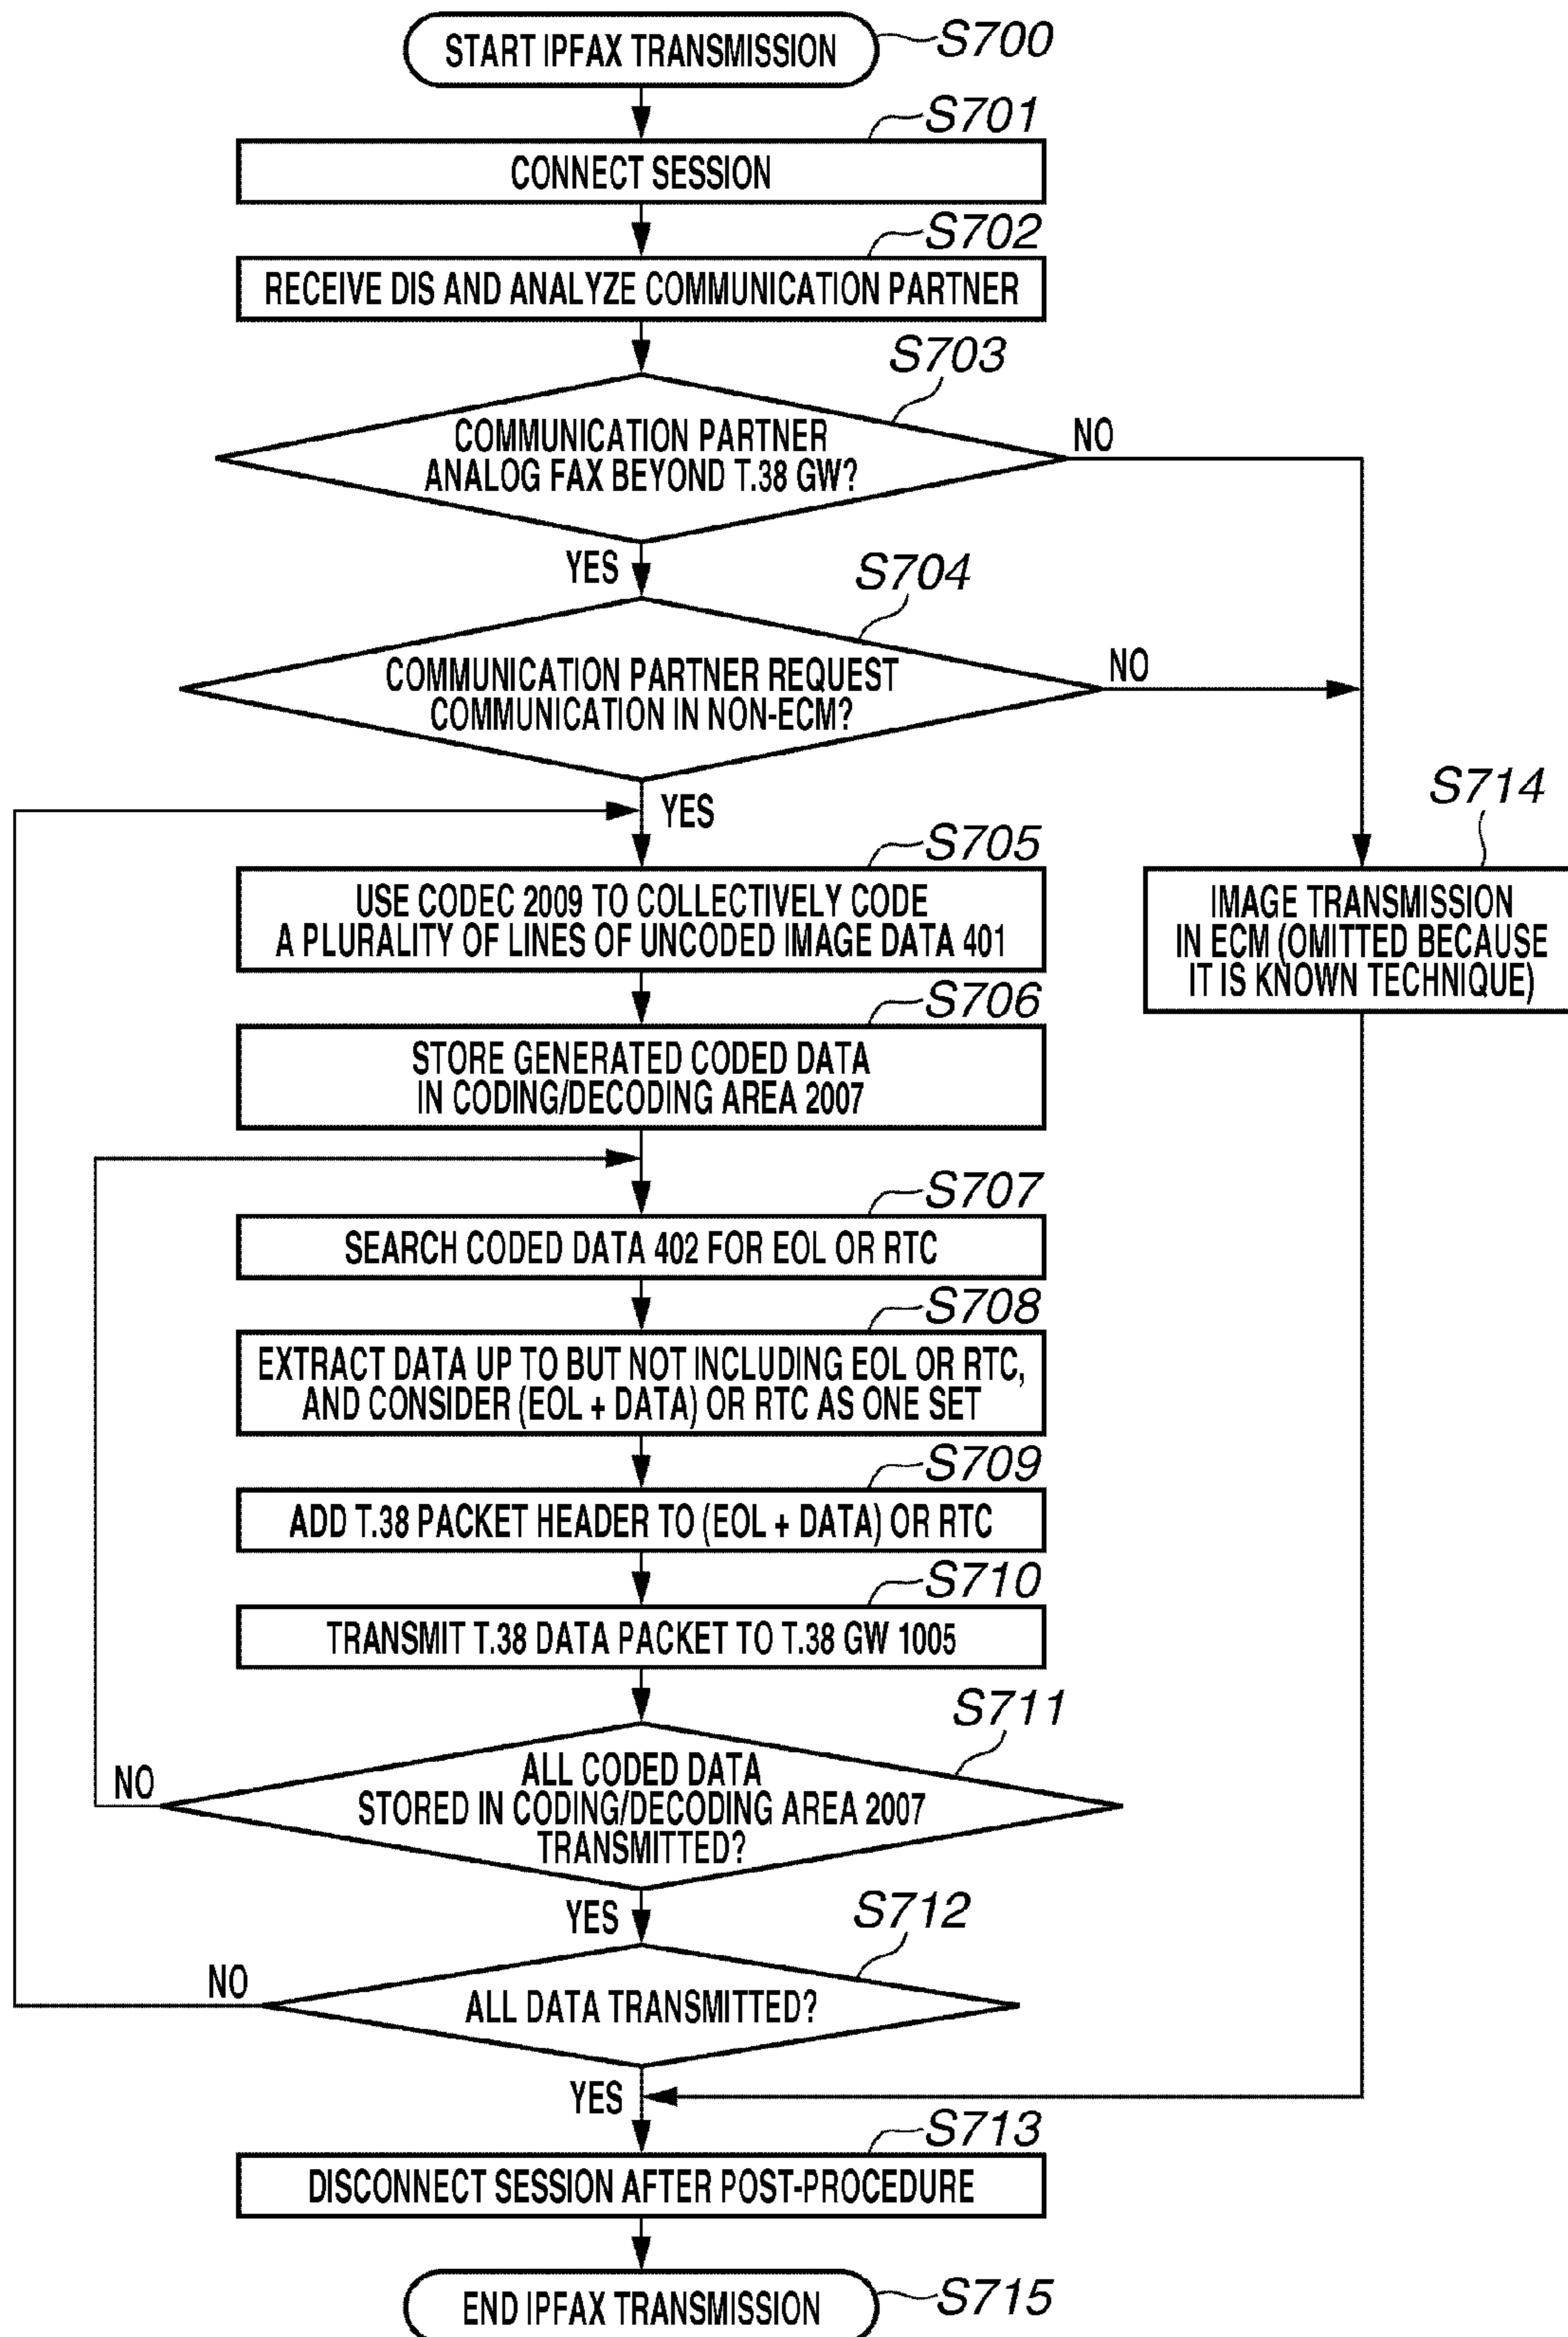 START IPFAX TRANSMISSION
S700
S701
CONNECT SESSION
S702
RECEIVE DIS AND ANALYZE COMMUNICATION PARTNER
S703
COMMUNICATION PARTNER
ANALOG FAX BEYOND T.38 GW?
NO
YES
S704
COMMUNICATION PARTNER REQUEST
COMMUNICATION IN NON-ECM?
NO
YES
S714
IMAGE TRANSMISSION
IN ECM (OMITTED BECAUSE
IT IS KNOWN TECHNIQUE)
S705
USE CODEC 2009 TO COLLECTIVELY CODE
A PLURALITY OF LINES OF UNCODED IMAGE DATA 401
S706
STORE GENERATED CODED DATA
IN CODING/DECODING AREA 2007
S707
SEARCH CODED DATA 402 FOR EOL OR RTC
S708
EXTRACT DATA UP TO BUT NOT INCLUDING EOL OR RTC,
AND CONSIDER (EOL + DATA) OR RTC AS ONE SET
S709
ADD T.38 PACKET HEADER TO (EOL + DATA) OR RTC
S710
TRANSMIT T.38 DATA PACKET TO T.38 GW 1005
S711
ALL CODED DATA
STORED IN CODING/DECODING AREA 2007
TRANSMITTED?
NO
YES
S712
ALL DATA TRANSMITTED?
NO
YES
S713
DISCONNECT SESSION AFTER POST-PROCEDURE
END IPFAX TRANSMISSION
S715